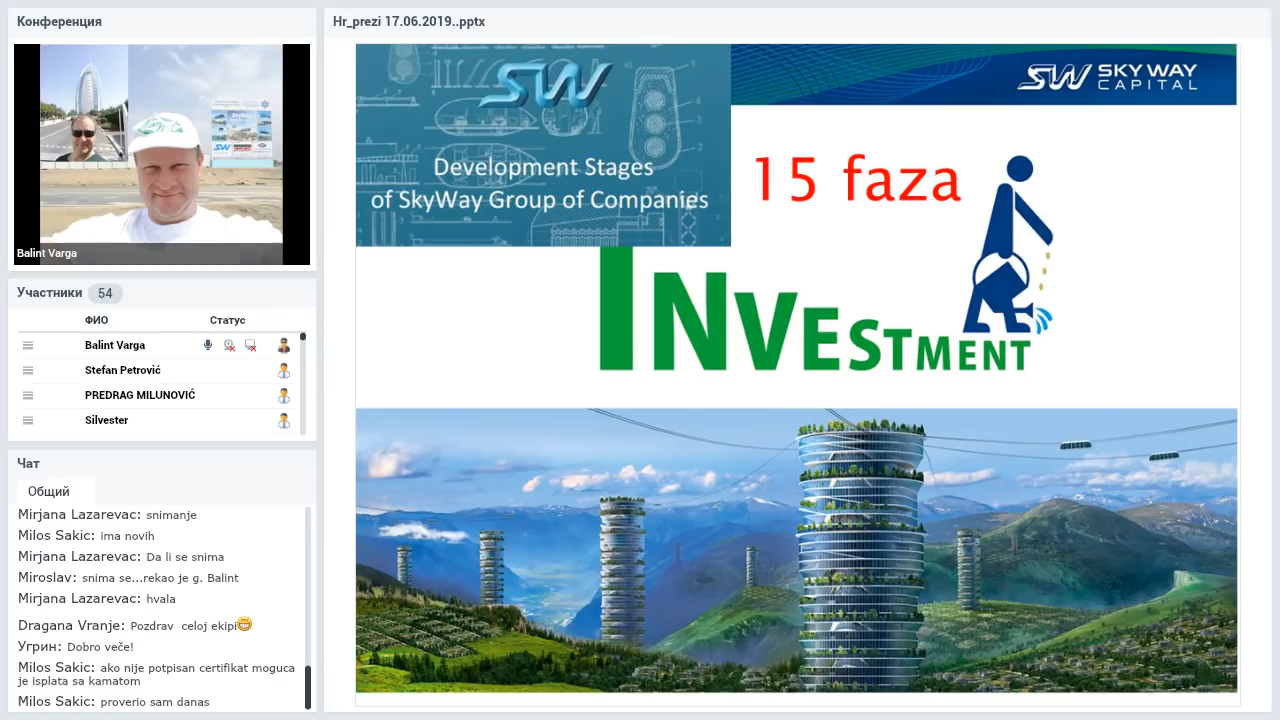 Конференция
Balint Varga
Участники 54
ФИО Статус
Balint Varga
Stefan Petrović
PREDRAG MILUNOVIĆ
Silvester
Чат
Общий
Mirjana Lazarevac: snimanje
Milos Sakic: ima novih
Mirjana Lazarevac: Da li se snima
Miroslav: snima se, rekao je g. Balint
Mirjana Lazarevac: hvala
Dragana Vranje: Pozdrav celoj ekipi
Угрин: Dobro veče
Milos Sakic: ako nije potpisan certifikat moguca
je isplata sa kamatom
Milos Sakic: proverio sam danas
Hr_prezi 17.06.2019..pptx
SW
Development Stages
of SkyWay Group of Companies
SW SKY WAY
CAPITAL
15 faza
INVESTMENT